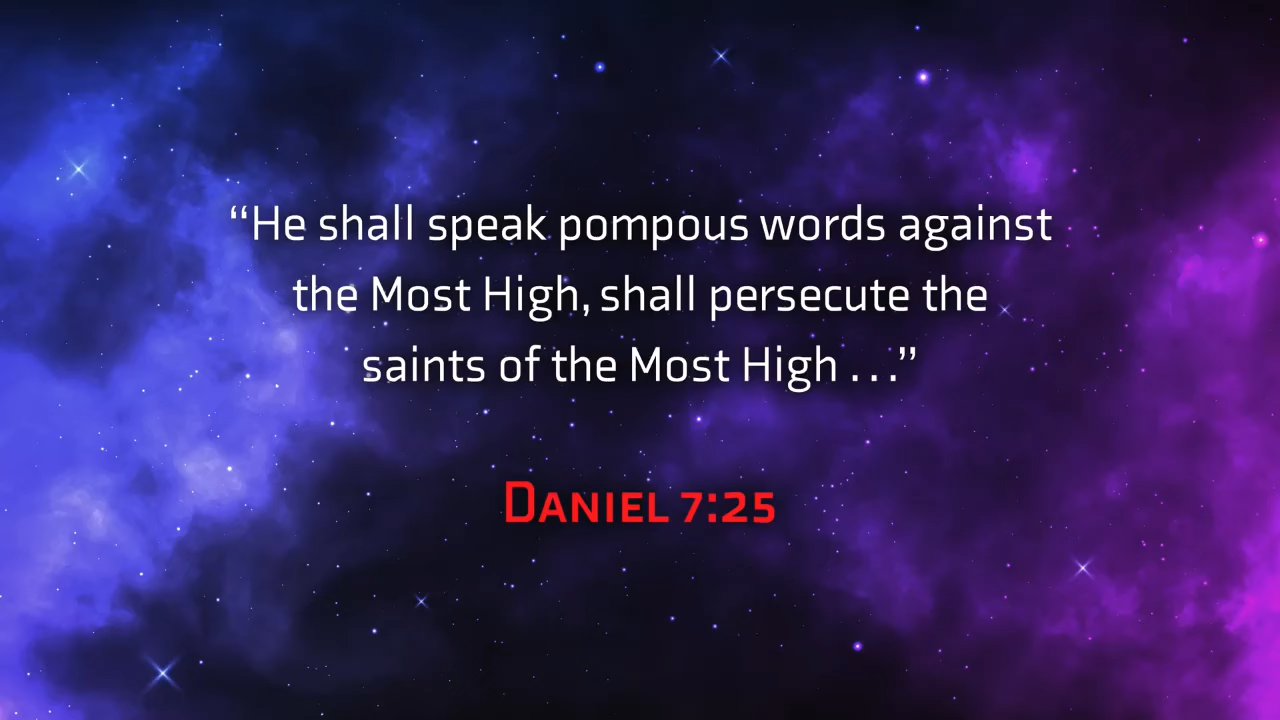 “He shall speak pompous words against
the Most High, shall persecute the
saints of the Most High . . .”
Daniel 7:25